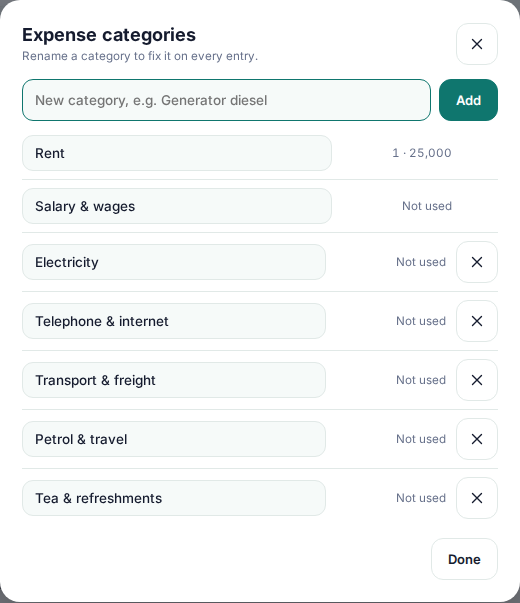 Expense categories
Rename a category to fix it on every entry.
New category, e.g. Generator diesel
Add
Rent
1 · 25,000
Salary & wages
Not used
Electricity
Not used
Telephone & internet
Not used
Transport & freight
Not used
Petrol & travel
Not used
Tea & refreshments
Not used
Done